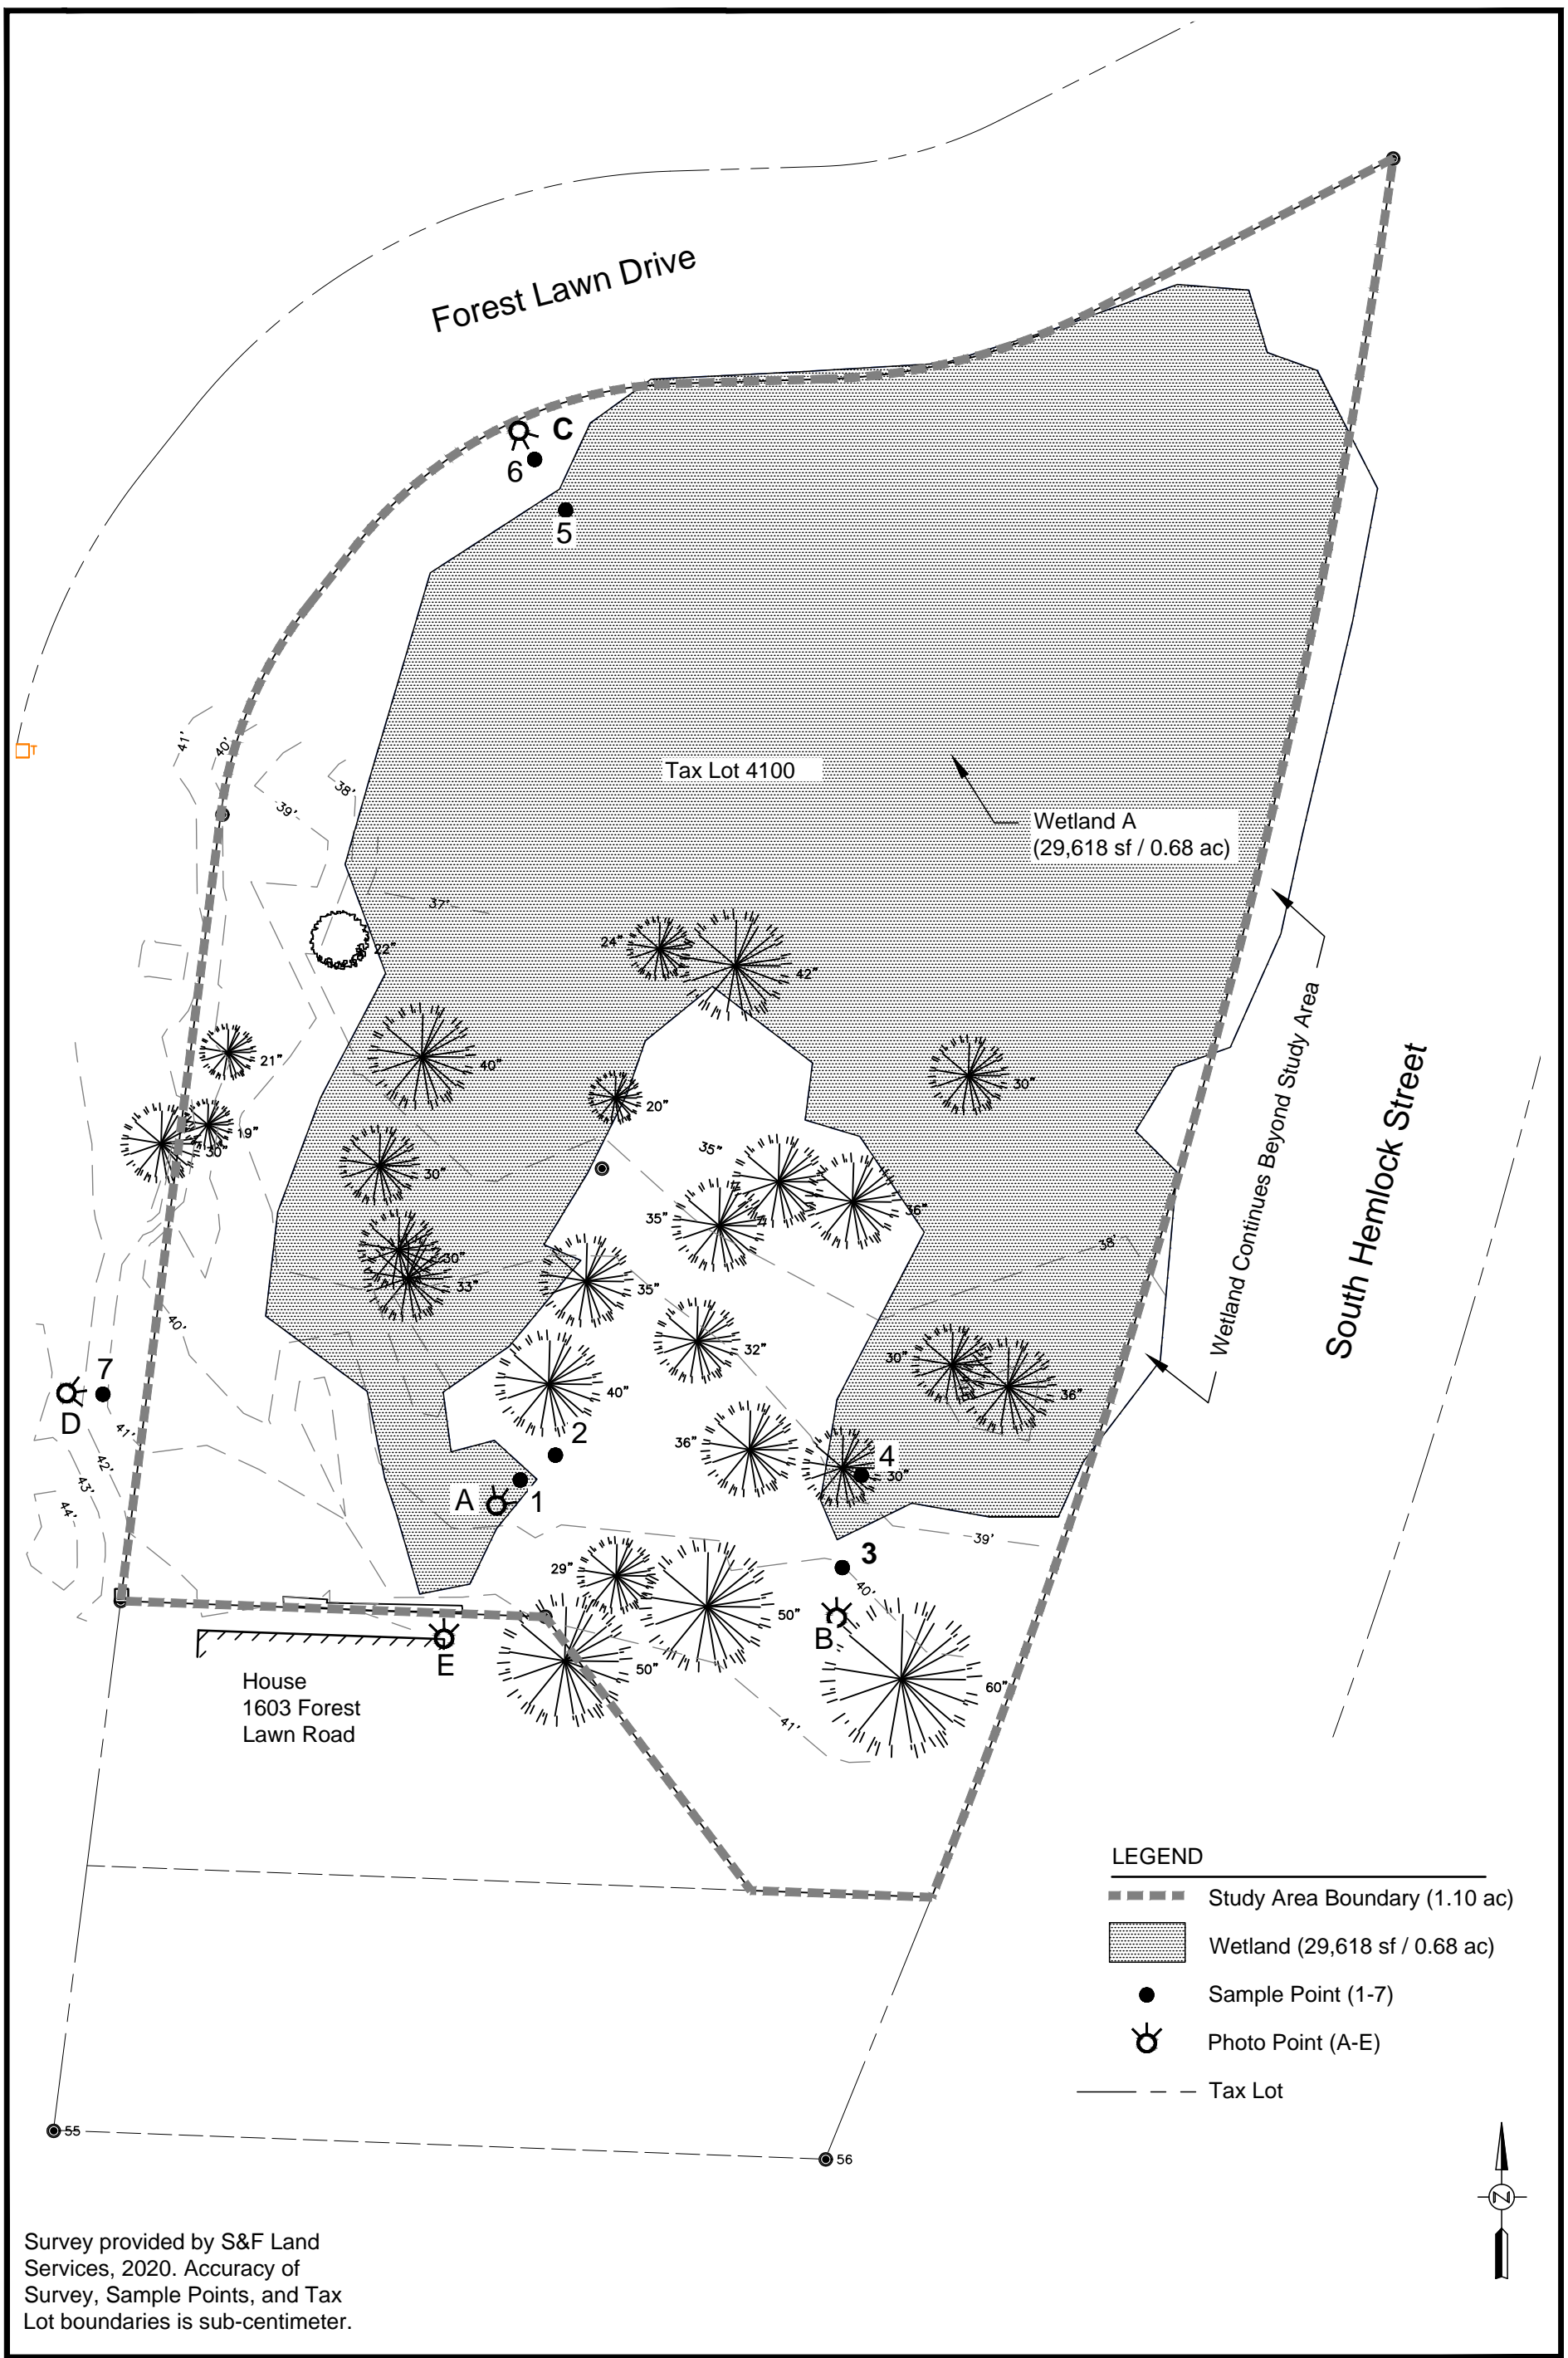 Forest Lawn Drive
C
6
5
T
41'
40'
38'
39'
Tax Lot 4100
Wetland A
(29,618 sf / 0.68 ac)
37'
22"
24"
42"
40"
21"
20"
30"
19"
30"
30"
35"
35"
36"
30"
33"
35"
38'
Wetland Continues Beyond Study Area
South Hemlock Street
40'
32"
30"
36"
40"
7
D
41'
42'
43'
44'
2
36"
4
30"
A
1
39'
3
29"
40'
50"
B
E
50"
60"
41'
House
1603 Forest
Lawn Road
LEGEND
Study Area Boundary (1.10 ac)
Wetland (29,618 sf / 0.68 ac)
Sample Point (1-7)
Photo Point (A-E)
Tax Lot
55
56
Z
Survey provided by S&F Land
Services, 2020. Accuracy of
Survey, Sample Points, and Tax
Lot boundaries is sub-centimeter.